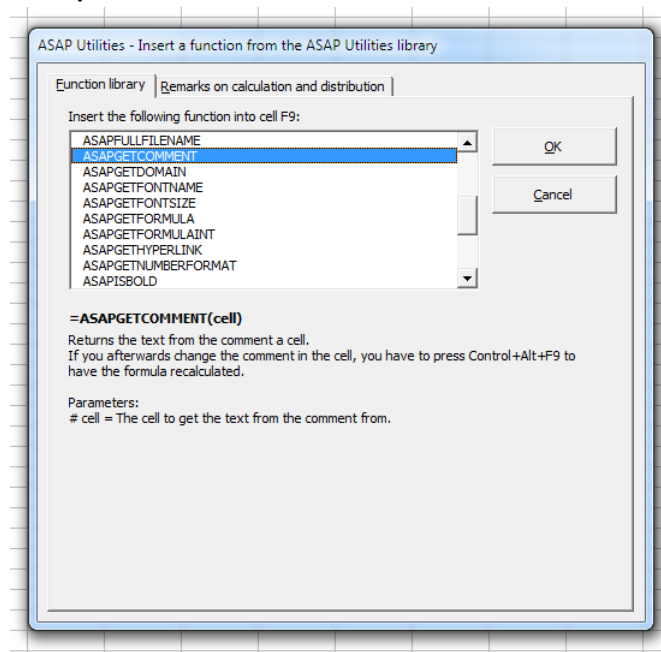 ASAP Utilities - Insert a function from the ASAP Utilities library
Function library
Remarks on calculation and distribution
Insert the following function into cell F9:
ASAPFULLFILENAME
ASAPGETCOMMENT
ASAPGETDOMAIN
ASAPGETFONTNAME
ASAPGETFONTSIZE
ASAPGETFORMULA
ASAPGETFORMULAINT
ASAPGETHYPERLINK
ASAPGETNUMBERFORMAT
ASAPISBOLD
OK
Cancel
=ASAPGETCOMMENT(cell)
Returns the text from the comment a cell.
If you afterwards change the comment in the cell, you have to press Control+Alt+F9 to
have the formula recalculated.
Parameters:
# cell = The cell to get the text from the comment from.